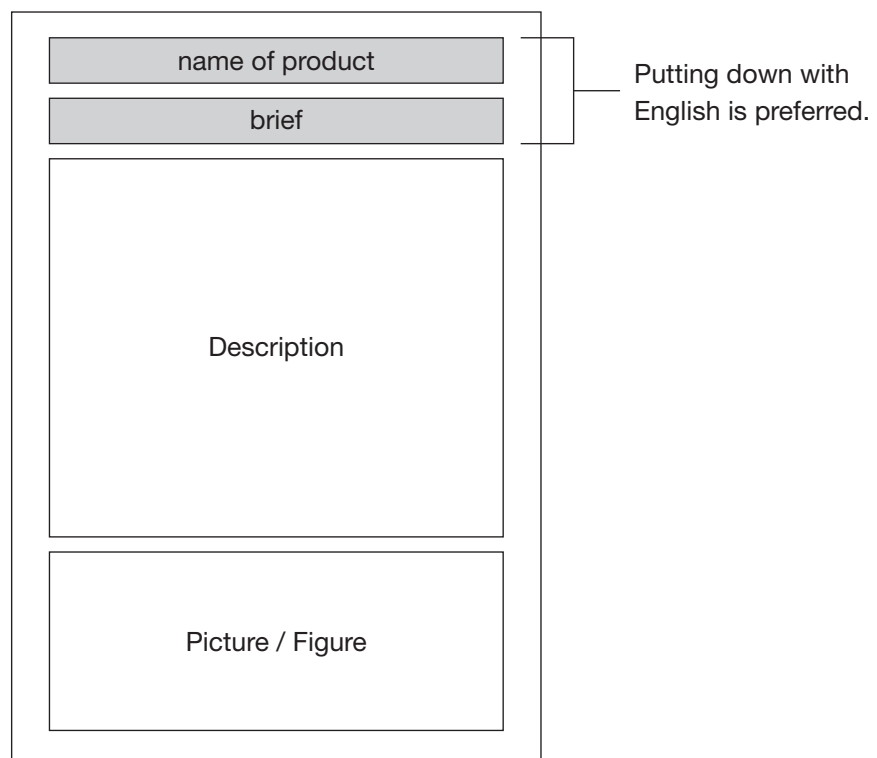 name of product
brief
Putting down with
English is preferred.
Description
Picture / Figure